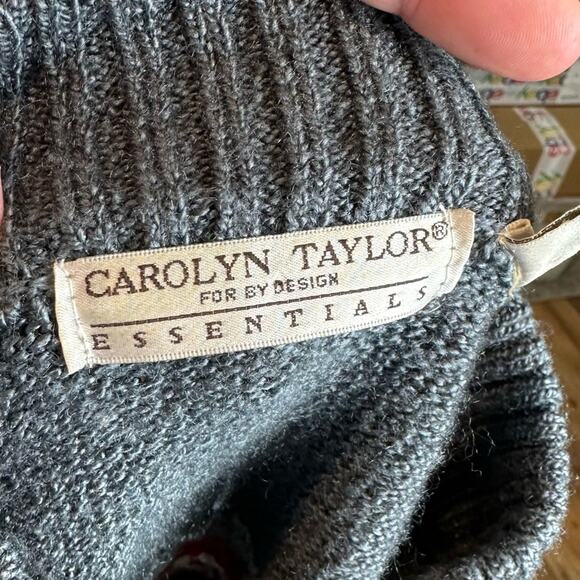 CAROLYN TAYLOR®
FOR BY DESIGN
ESSENTIALS